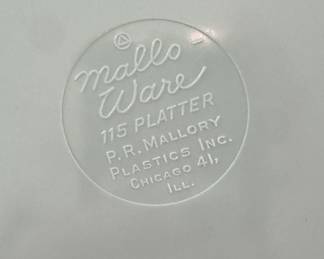 Mallo
Ware
115 PLATTER
P.R. MALLORY
PLASTICS INC.
CHICAGO 41,
ILL.